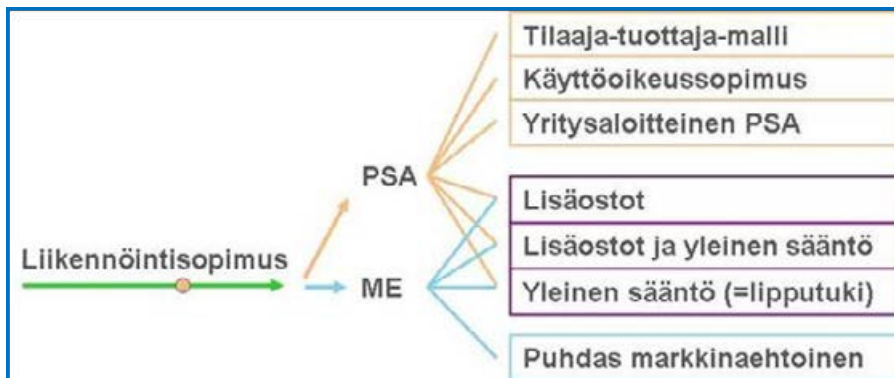 Tilaaja-tuottaja-malli
Käyttöoikeussopimus
Yritysaloitteinen PSA
PSA
Lisäostot
Liikennöintisopimus
Lisäostot ja yleinen sääntö
ME
Yleinen sääntö (=lipputuki)
Puhdas markkinaehtoinen